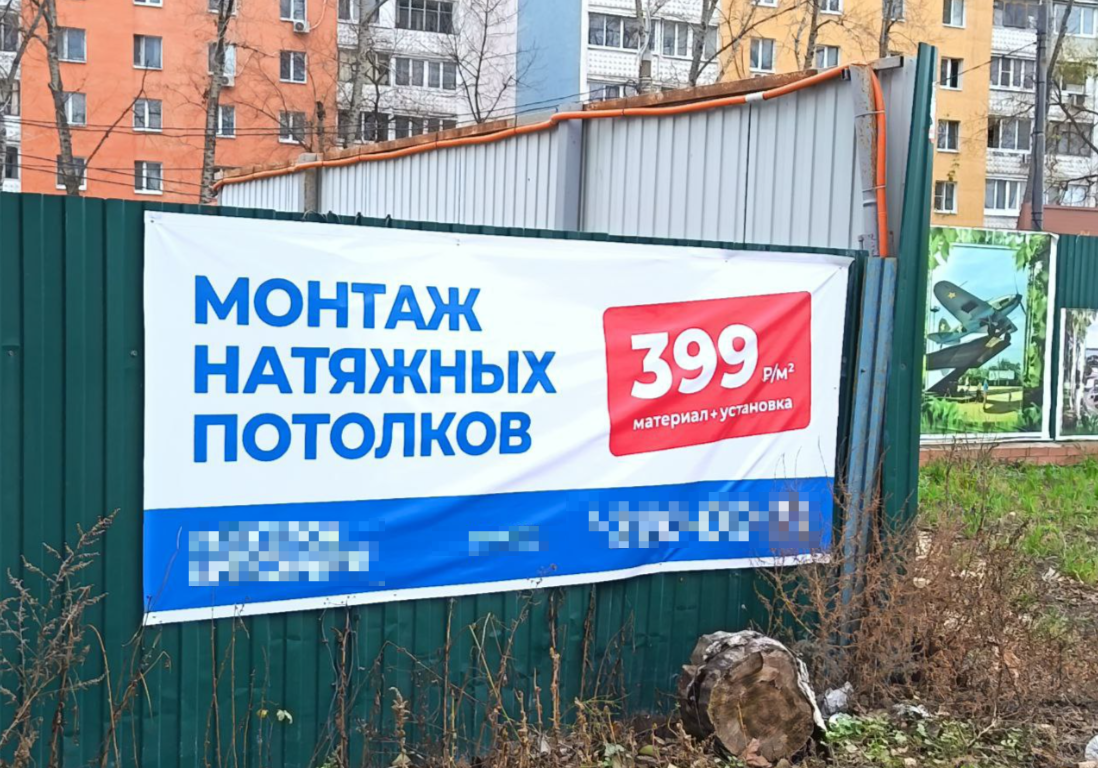 МОНТАЖ
НАТЯЖНЫХ
ПОТОЛКОВ
399 ₽/м²
материал + установка